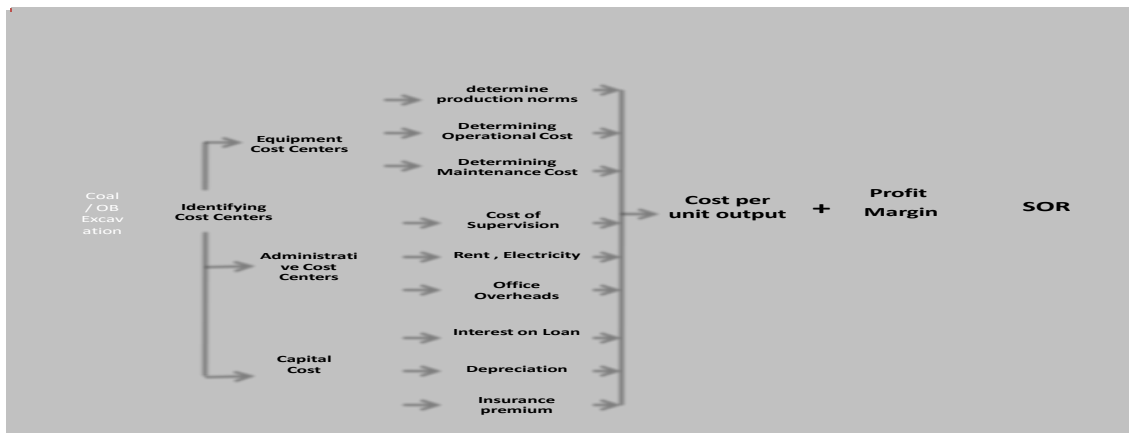 Coal
/ OB
Excav
ation
Identifying
Cost Centers
Equipment
Cost Centers
Administrati
ve Cost
Centers
Capital
Cost
determine
production norms
Determining
Operational Cost
Determining
Maintenance Cost
Cost of
Supervision
Rent , Electricity
Office
Overheads
Interest on Loan
Depreciation
Insurance
premium
Cost per
unit output
+
Profit
Margin
SOR